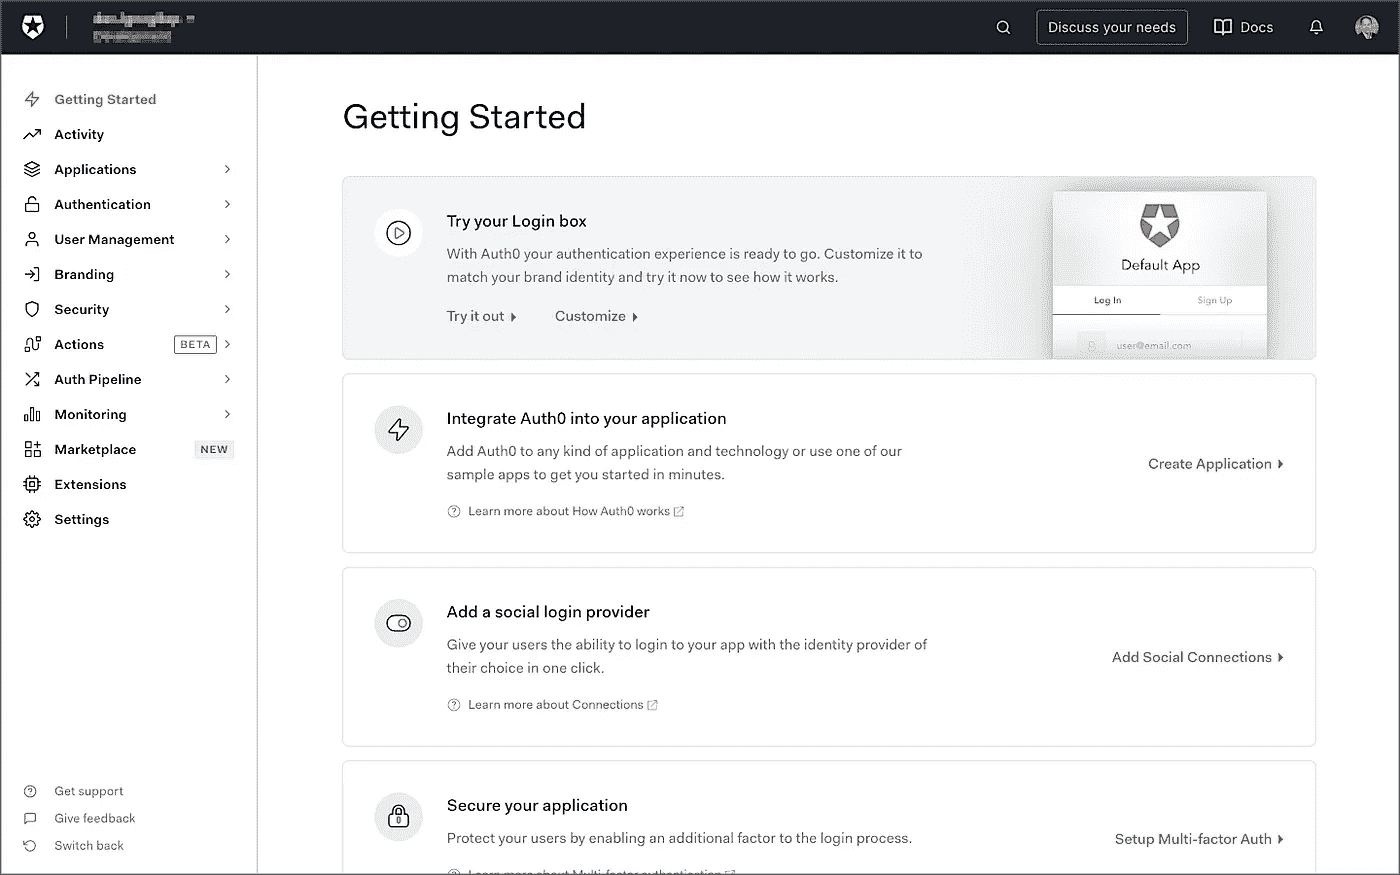 Discuss your needs
Docs
Getting Started
Activity
Applications
Authentication
User Management
Branding
Security
Actions BETA
Auth Pipeline
Monitoring
Marketplace NEW
Extensions
Settings
Get support
Give feedback
Switch back
Getting Started
Try your Login box
With Auth0 your authentication experience is ready to go. Customize it to
match your brand identity and try it now to see how it works.
Try it out Customize
Default App
Log In Sign Up
user@email.com
Integrate Auth0 into your application
Add Auth0 to any kind of application and technology or use one of our
sample apps to get you started in minutes.
Learn more about How Auth0 works
Create Application
Add a social login provider
Give your users the ability to login to your app with the identity provider of
their choice in one click.
Learn more about Connections
Add Social Connections
Secure your application
Protect your users by enabling an additional factor to the login process.
Learn more about Multi-factor authentication
Setup Multi-factor Auth